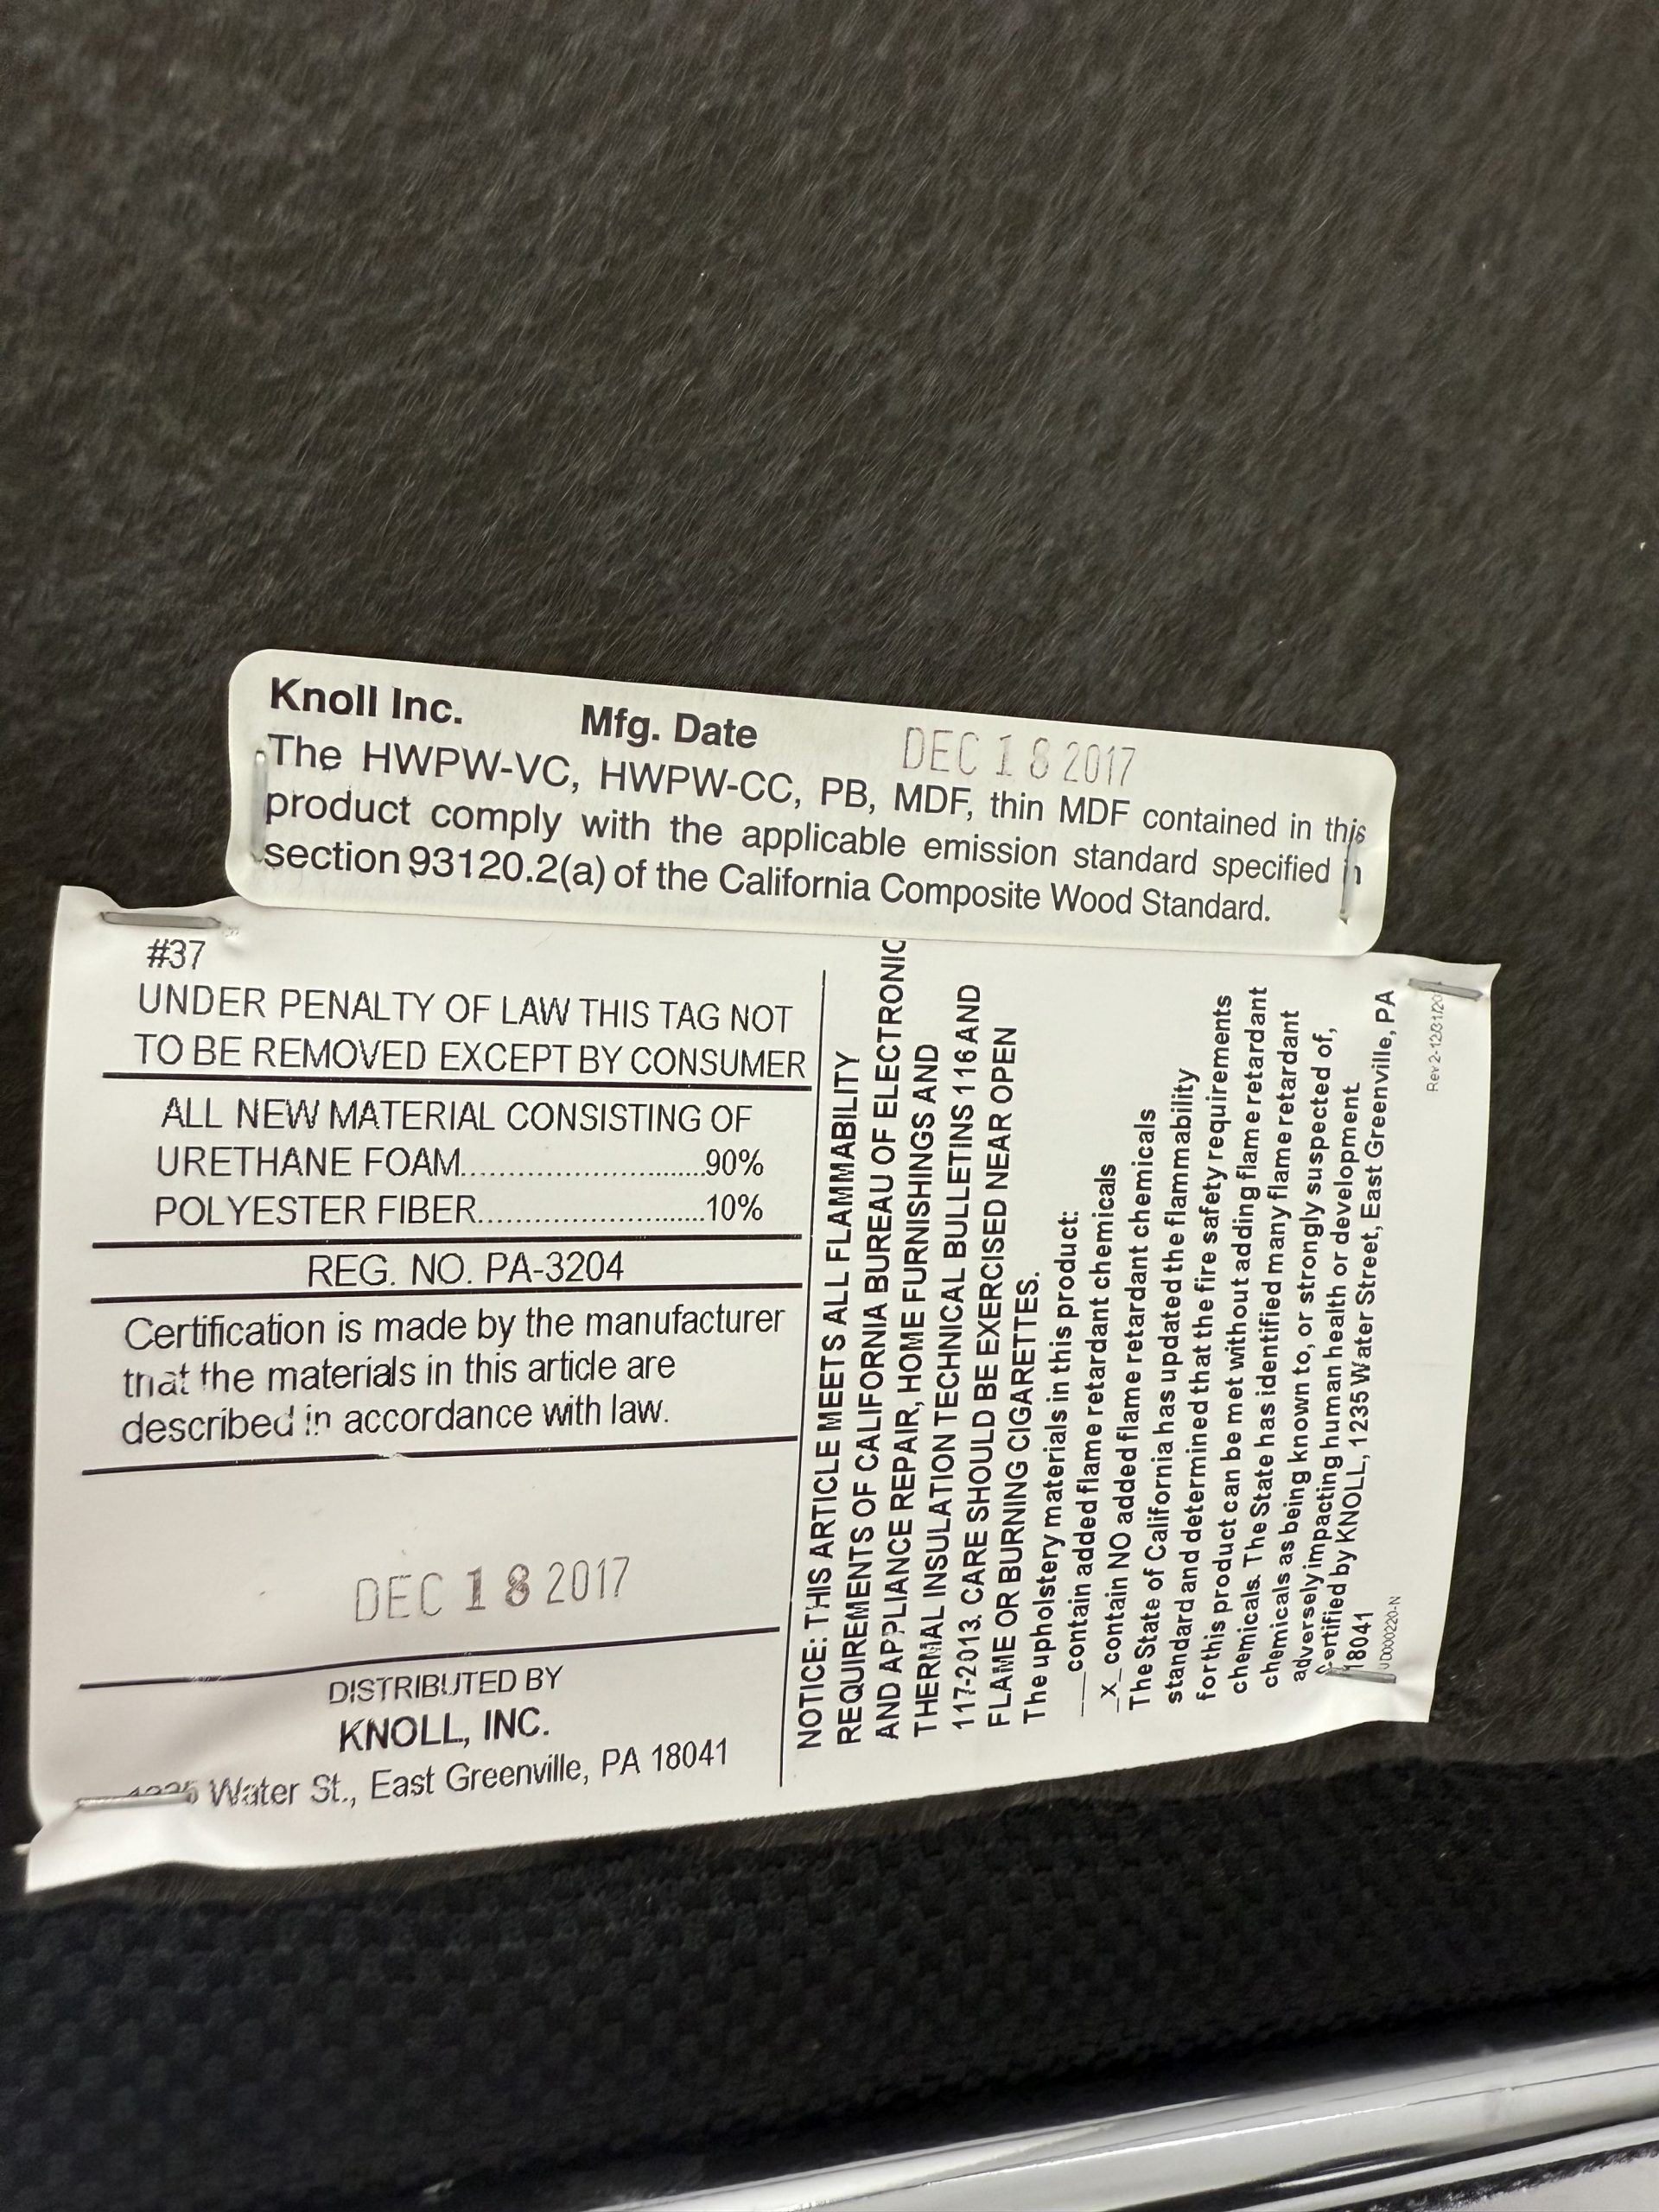 Knoll Inc. Mfg. Date DEC 18 2017
The HWPW-VC, HWPW-CC, PB, MDF, thin MDF contained in this
product comply with the applicable emission standard specified in
section 93120.2(a) of the California Composite Wood Standard.
#37
UNDER PENALTY OF LAW THIS TAG NOT
TO BE REMOVED EXCEPT BY CONSUMER
ALL NEW MATERIAL CONSISTING OF
URETHANE FOAM..............................90%
POLYESTER FIBER............................10%
REG. NO. PA-3204
Certification is made by the manufacturer
that the materials in this article are
described in accordance with law.
DEC 18 2017
DISTRIBUTED BY
KNOLL, INC.
1235 Water St., East Greenville, PA 18041
NOTICE: THIS ARTICLE MEETS ALL FLAMMABILITY
REQUIREMENTS OF CALIFORNIA BUREAU OF ELECTRONIC
AND APPLIANCE REPAIR, HOME FURNISHINGS AND
THERMAL INSULATION TECHNICAL BULLETINS 116 AND
117-2013. CARE SHOULD BE EXERCISED NEAR OPEN
FLAME OR BURNING CIGARETTES.
The upholstery materials in this product:
___contain added flame retardant chemicals
_X_contain NO added flame retardant chemicals
The State of California has updated the flammability
standard and determined that the fire safety requirements
for this product can be met without adding flame retardant
chemicals. The State has identified many flame retardant
chemicals as being known to, or strongly suspected of,
adversely impacting human health or development.
Certified by KNOLL, 1235 Water Street, East Greenville, PA
18041